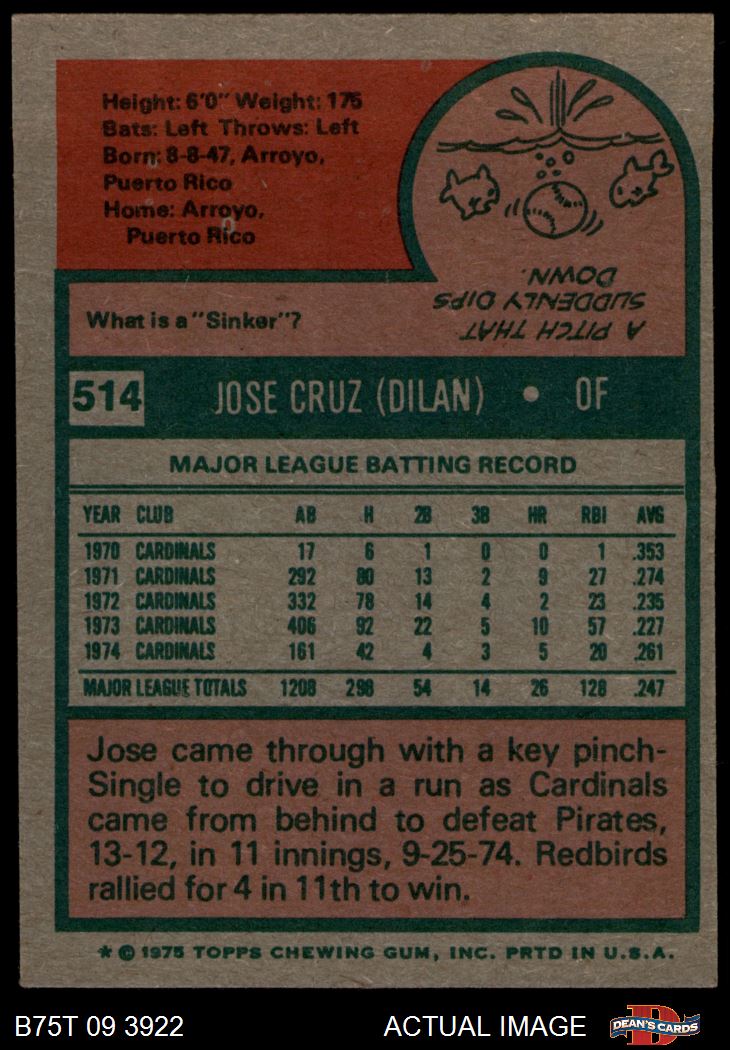 Height: 6'0" Weight: 175
Bats: Left Throws: Left
Born: 8-8-47, Arroyo,
Puerto Rico
Home: Arroyo,
Puerto Rico
What is a "Sinker"?
A PITCH THAT
SUDDENLY DIPS
DOWN.
514 JOSE CRUZ (DILAN) • OF
MAJOR LEAGUE BATTING RECORD
YEAR CLUB AB H 2B 3B HR RBI AVG
1970 CARDINALS 17 6 1 0 0 1 .353
1971 CARDINALS 292 80 13 2 9 27 .274
1972 CARDINALS 332 78 14 4 2 23 .235
1973 CARDINALS 406 92 22 5 10 57 .227
1974 CARDINALS 161 42 4 3 5 20 .261
MAJOR LEAGUE TOTALS 1208 298 54 14 26 128 .247
Jose came through with a key pinch-
Single to drive in a run as Cardinals
came from behind to defeat Pirates,
13-12, in 11 innings, 9-25-74. Redbirds
rallied for 4 in 11th to win.
* © 1975 TOPPS CHEWING GUM, INC. PRTD IN U.S.A.
B75T 09 3922 ACTUAL IMAGE DEAN'S CARDS